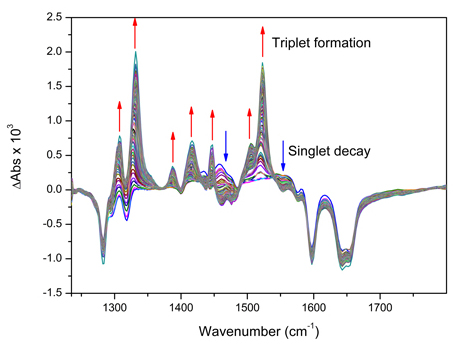 2.5
2.0
1.5
1.0
0.5
0.0
-0.5
-1.0
-1.5
ΔAbs x 10³
Triplet formation
Singlet decay
1300 1400 1500 1600 1700
Wavenumber (cm⁻¹)